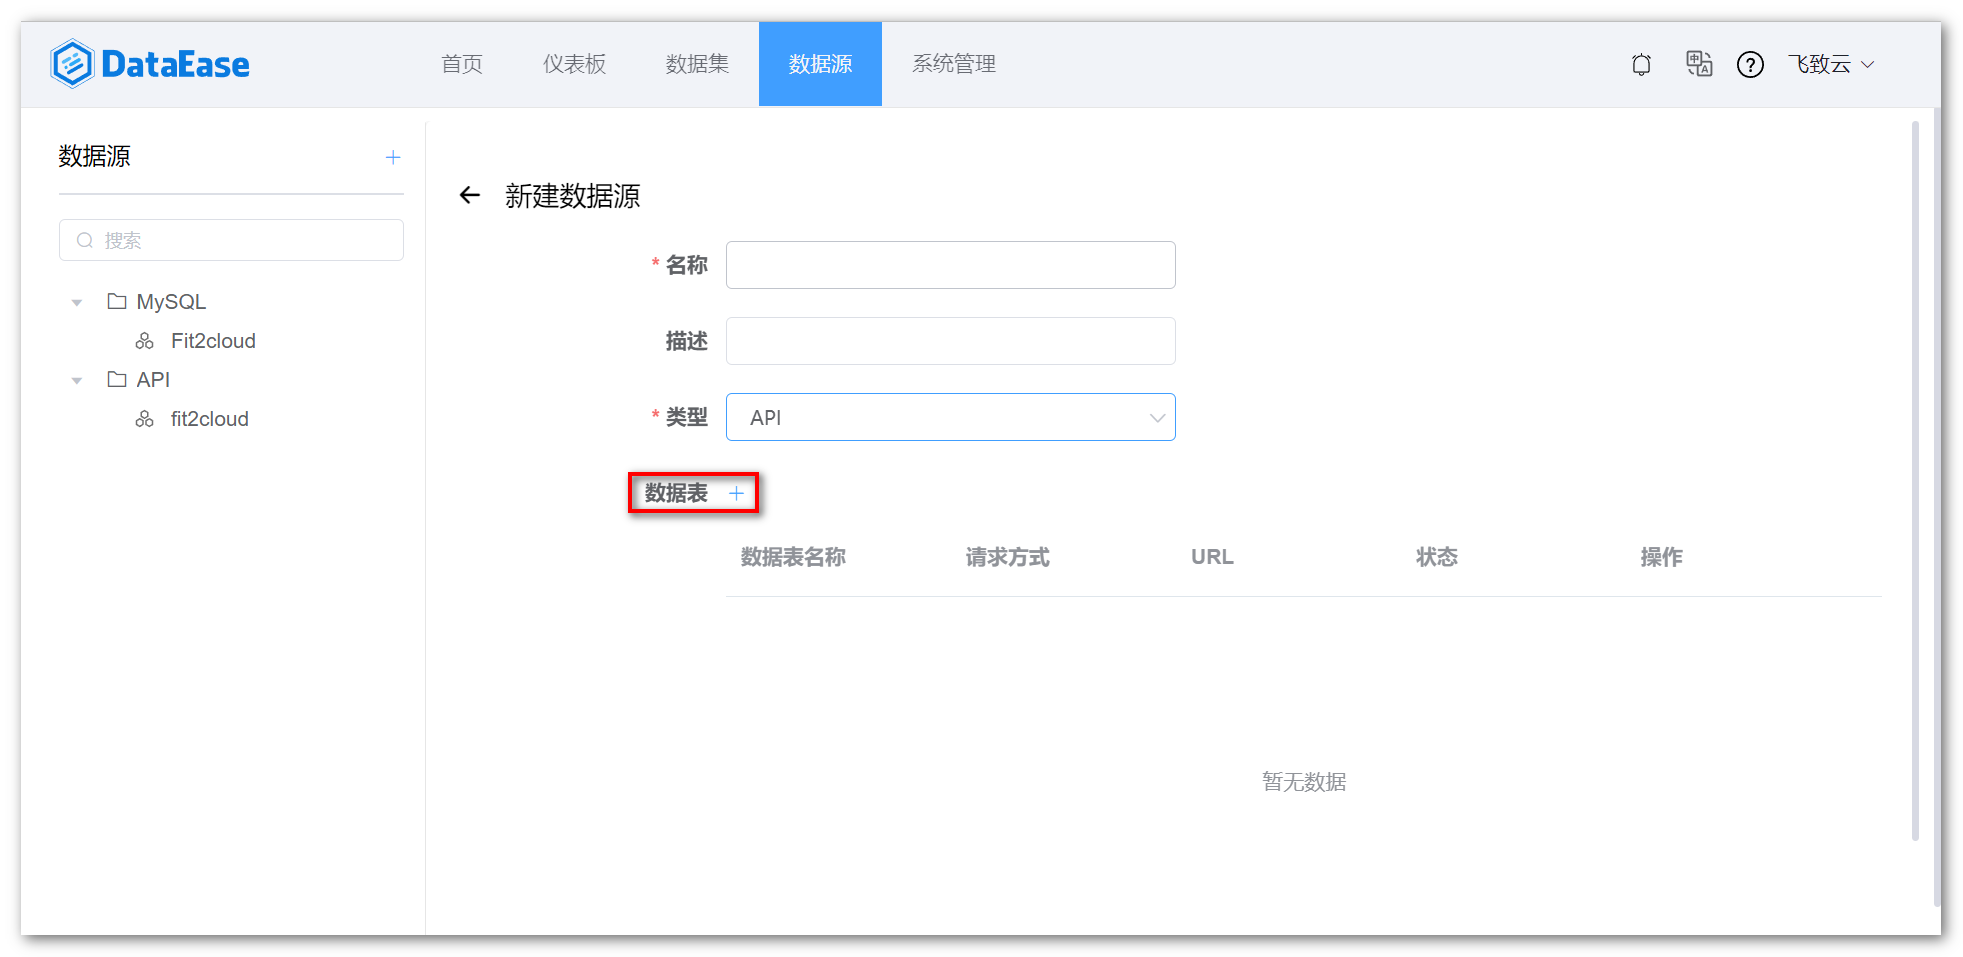 DataEase 首页 仪表板 数据集 数据源 系统管理 中 A ? 飞致云
数据源 +
搜索
MySQL
Fit2cloud
API
fit2cloud
← 新建数据源
* 名称
描述
* 类型 API
数据表 +
数据表名称 请求方式 URL 状态 操作
暂无数据